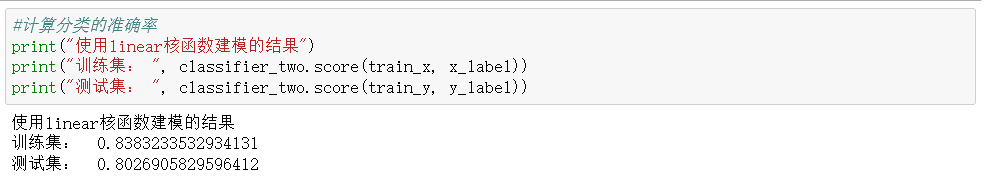 #计算分类的准确率
print("使用linear核函数建模的结果")
print("训练集： ", classifier_two.score(train_x, x_label))
print("测试集： ", classifier_two.score(train_y, y_label))
使用linear核函数建模的结果
训练集：  0.8383233532934131
测试集：  0.8026905829596412